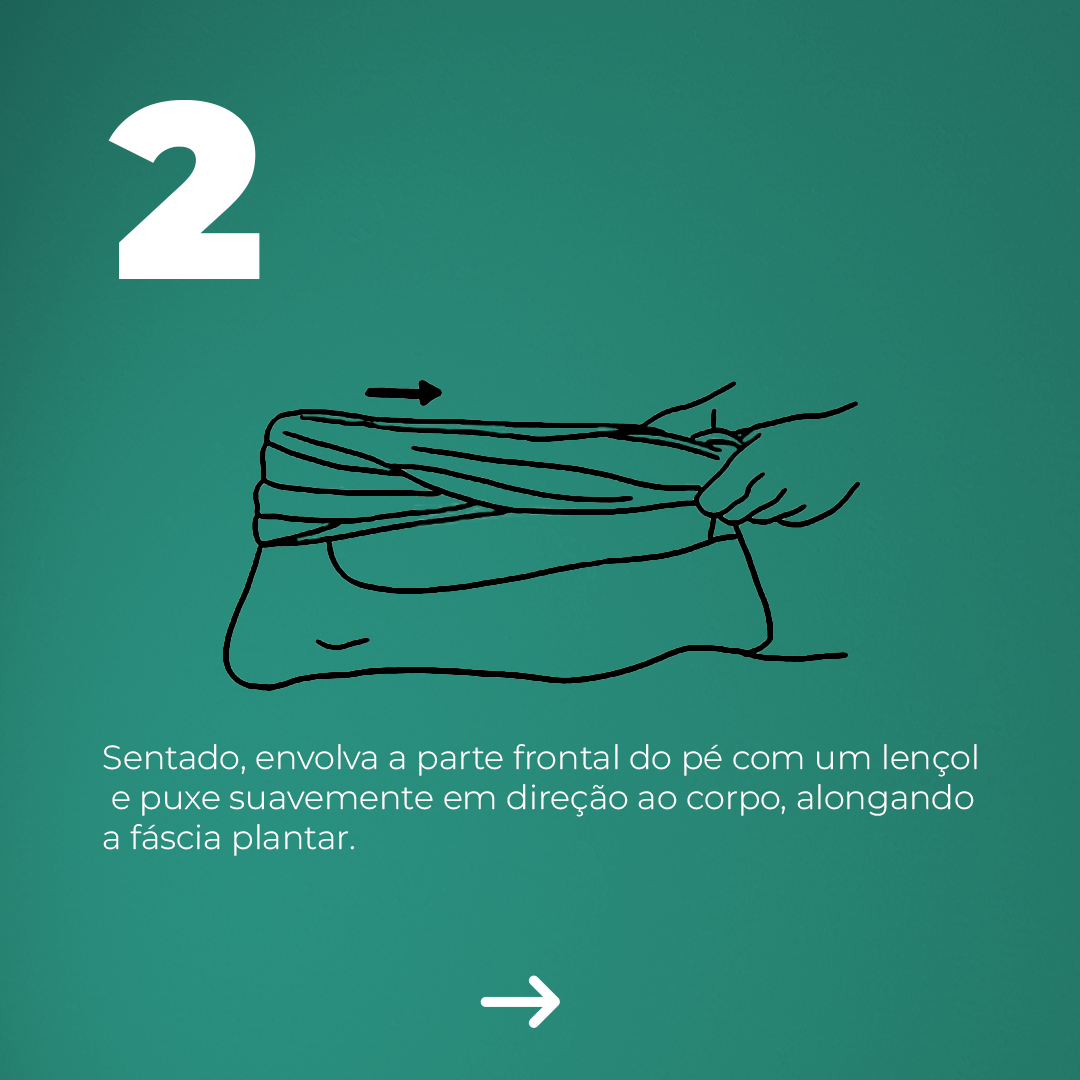 2
Sentado, envolva a parte frontal do pé com um lençol
e puxe suavemente em direção ao corpo, alongando
a fáscia plantar.